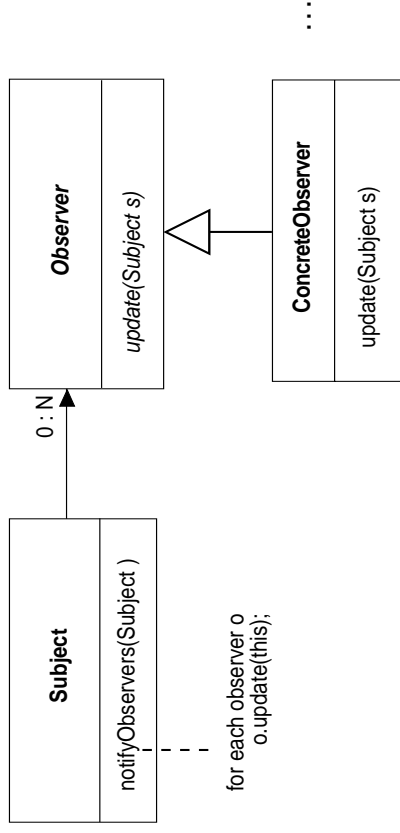 Subject
notifyObservers(Subject )
for each observer o
o.update(this);
0 : N
Observer
update(Subject s)
ConcreteObserver
update(Subject s)
...